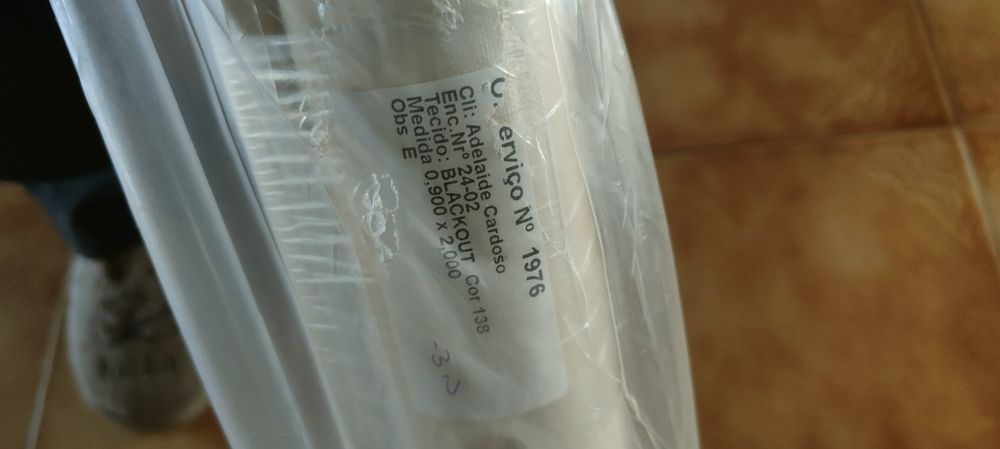 O. erviço Nº 1976
Cli: Adelaide Cardoso
Enc.Nrº 24-02
Tecido: BLACKOUT Cor 138
Medida 0,900 x 2,000
Obs E